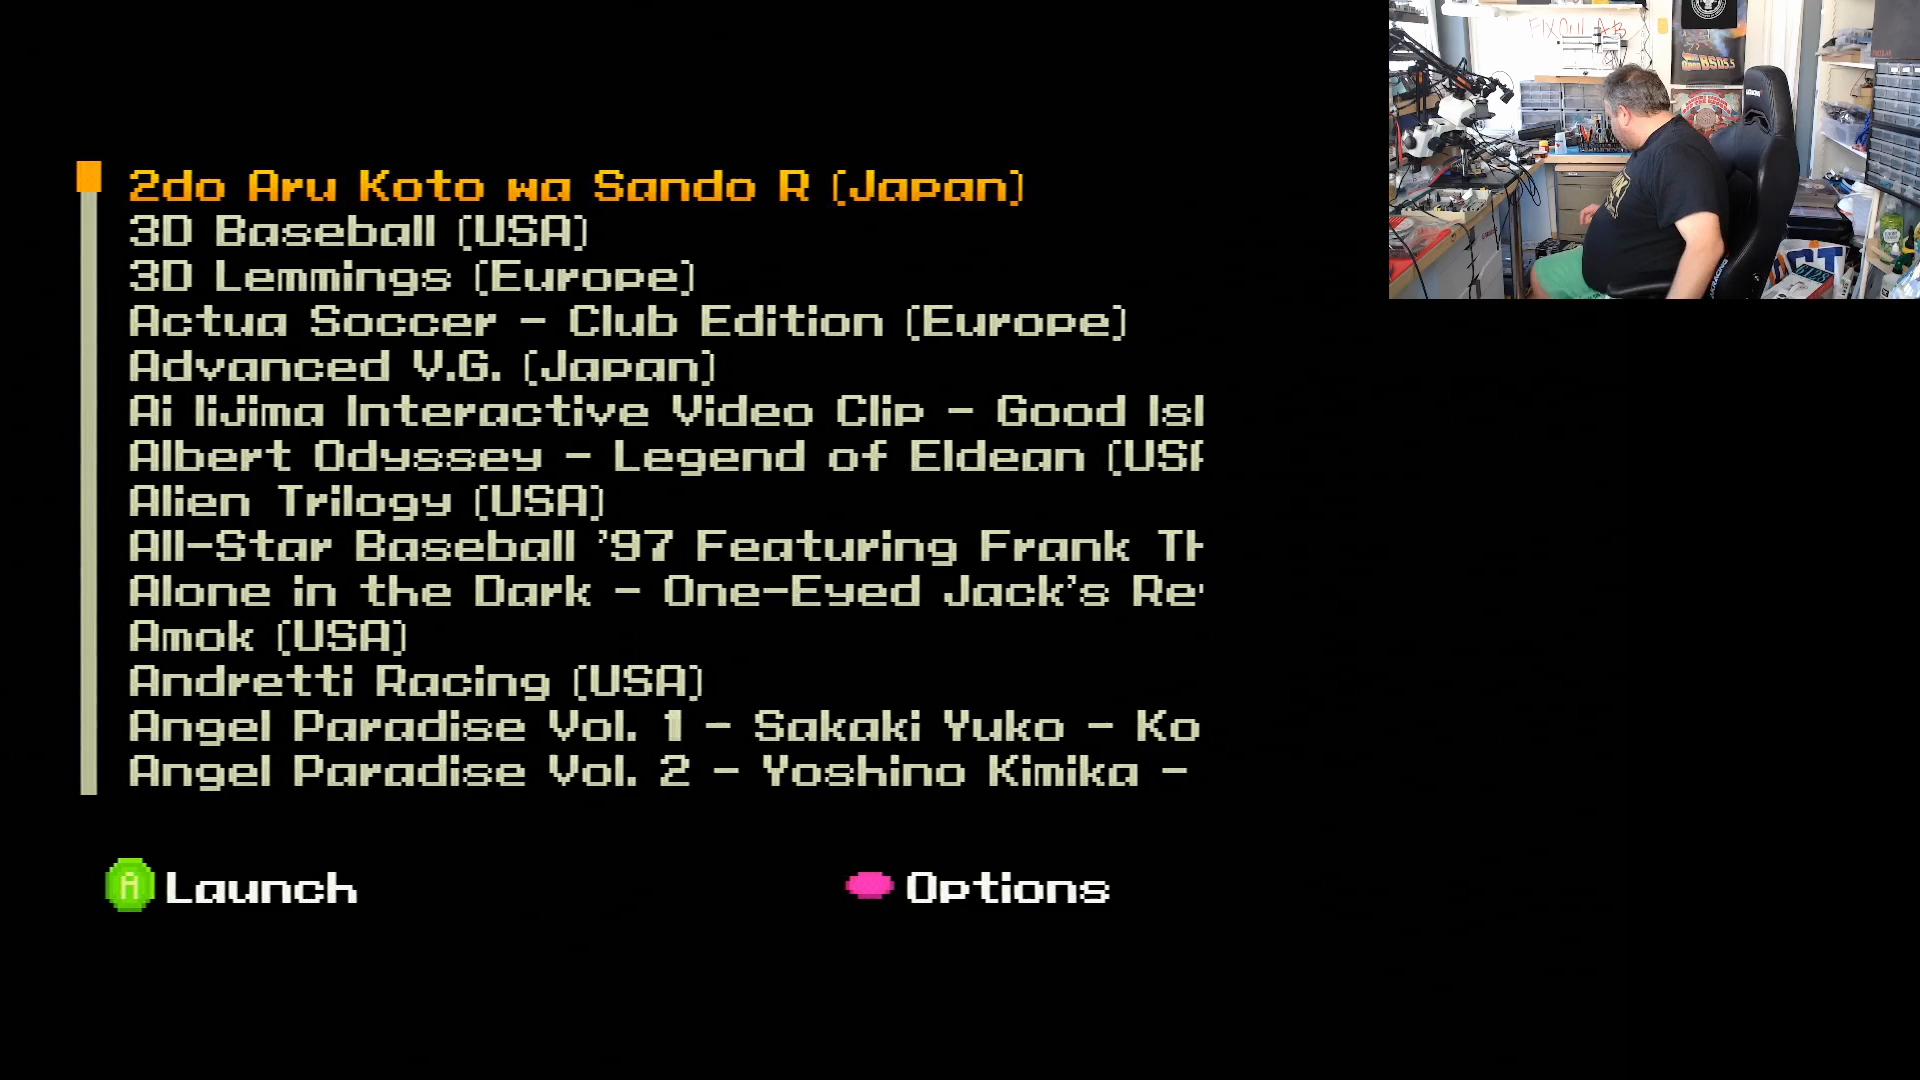 2do Aru Koto wa Sando R (Japan)
3D Baseball (USA)
3D Lemmings (Europe)
Actua Soccer - Club Edition (Europe)
Advanced V.G. (Japan)
Ai Iijima Interactive Video Clip - Good Isl
Albert Odyssey - Legend of Eldean (USA
Alien Trilogy (USA)
All-Star Baseball '97 Featuring Frank Th
Alone in the Dark - One-Eyed Jack's Re
Amok (USA)
Andretti Racing (USA)
Angel Paradise Vol. 1 - Sakaki Yuko - Ko
Angel Paradise Vol. 2 - Yoshino Kimika -
A Launch
Options